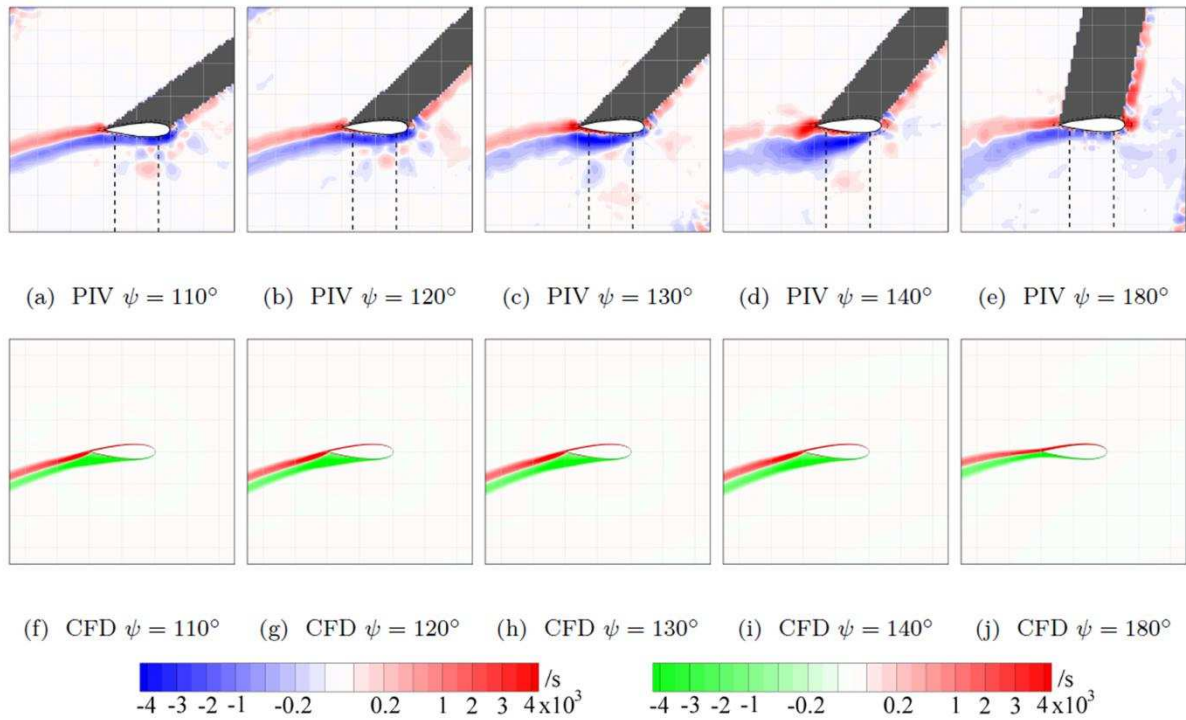 (a) PIV ψ = 110° (b) PIV ψ = 120° (c) PIV ψ = 130° (d) PIV ψ = 140° (e) PIV ψ = 180°
(f) CFD ψ = 110° (g) CFD ψ = 120° (h) CFD ψ = 130° (i) CFD ψ = 140° (j) CFD ψ = 180°
/s /s
-4 -3 -2 -1 -0.2 0.2 1 2 3 4x10³ -4 -3 -2 -1 -0.2 0.2 1 2 3 4x10³